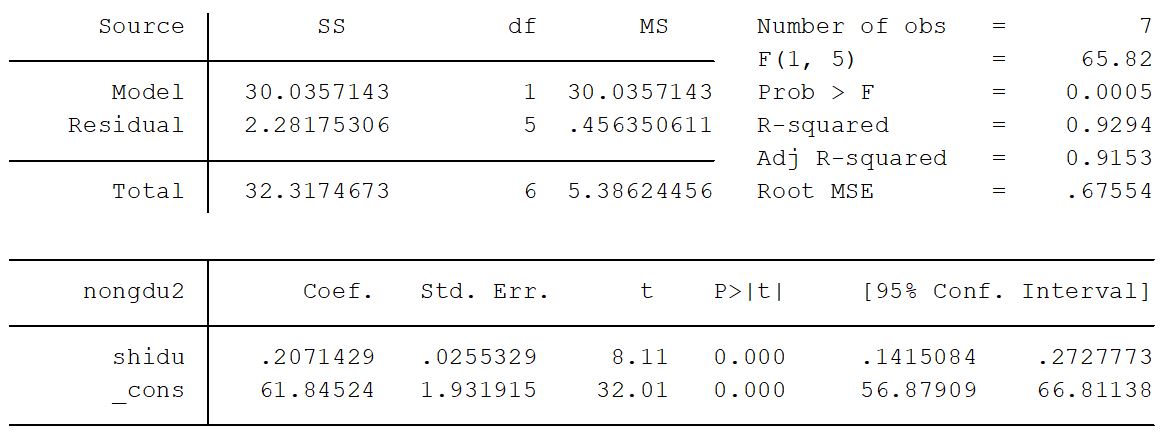 Source | SS df MS Number of obs = 7
F(1, 5) = 65.82
Model | 30.0357143 1 30.0357143 Prob > F = 0.0005
Residual | 2.28175306 5 .456350611 R-squared = 0.9294
Adj R-squared = 0.9153
Total | 32.3174673 6 5.38624456 Root MSE = .67554
nongdu2 | Coef. Std. Err. t P>|t| [95% Conf. Interval]
shidu | .2071429 .0255329 8.11 0.000 .1415084 .2727773
_cons | 61.84524 1.931915 32.01 0.000 56.87909 66.81138